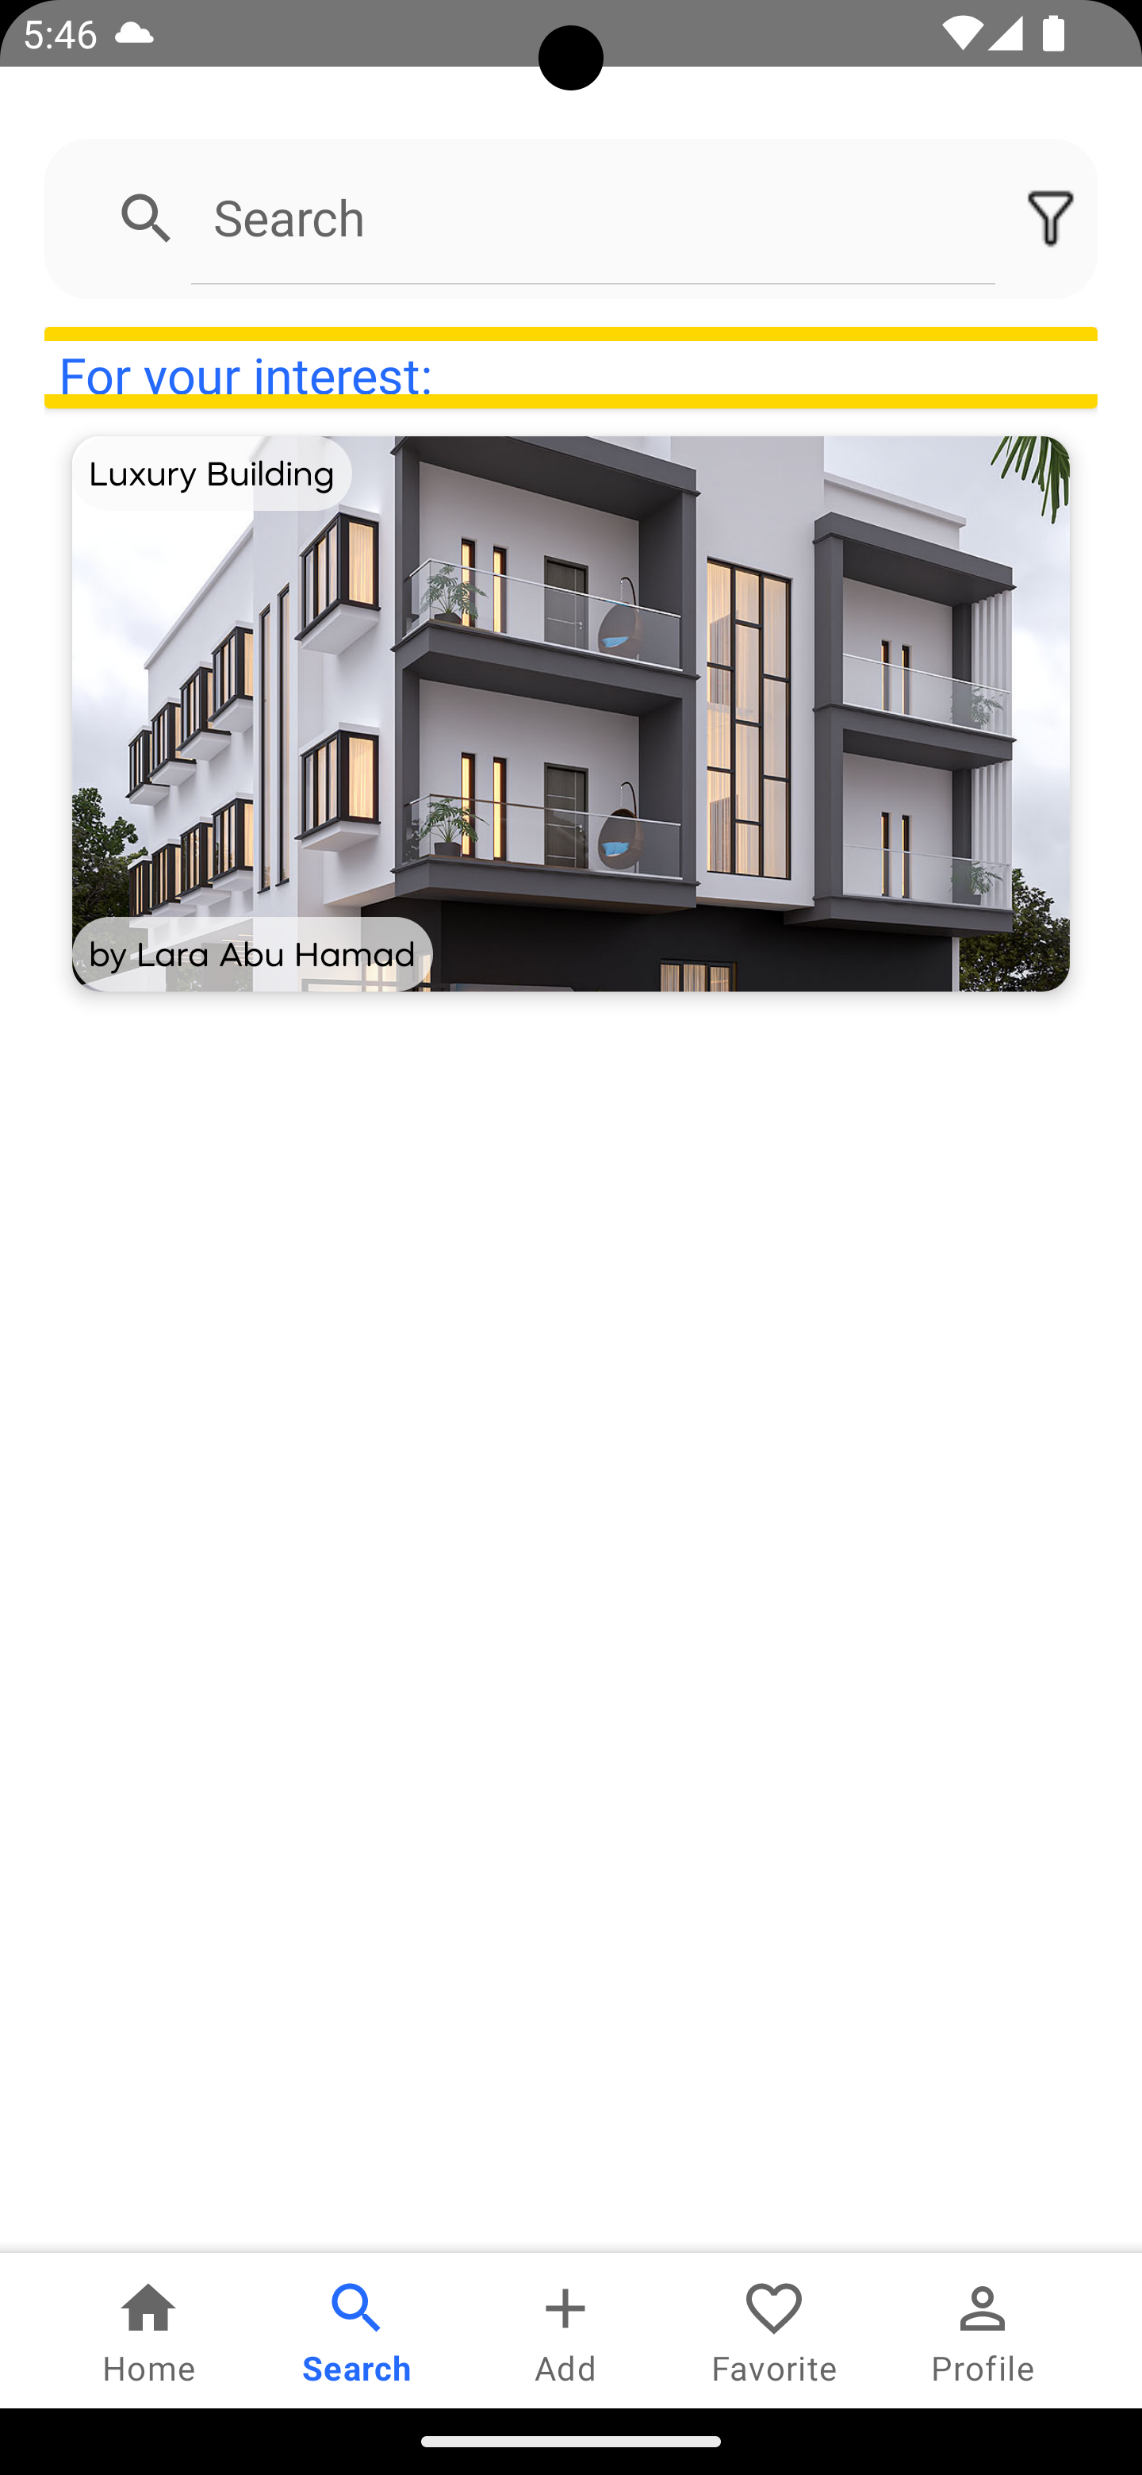 5:46
Search
For your interest:
Luxury Building
by Lara Abu Hamad
Home
Search
Add
Favorite
Profile